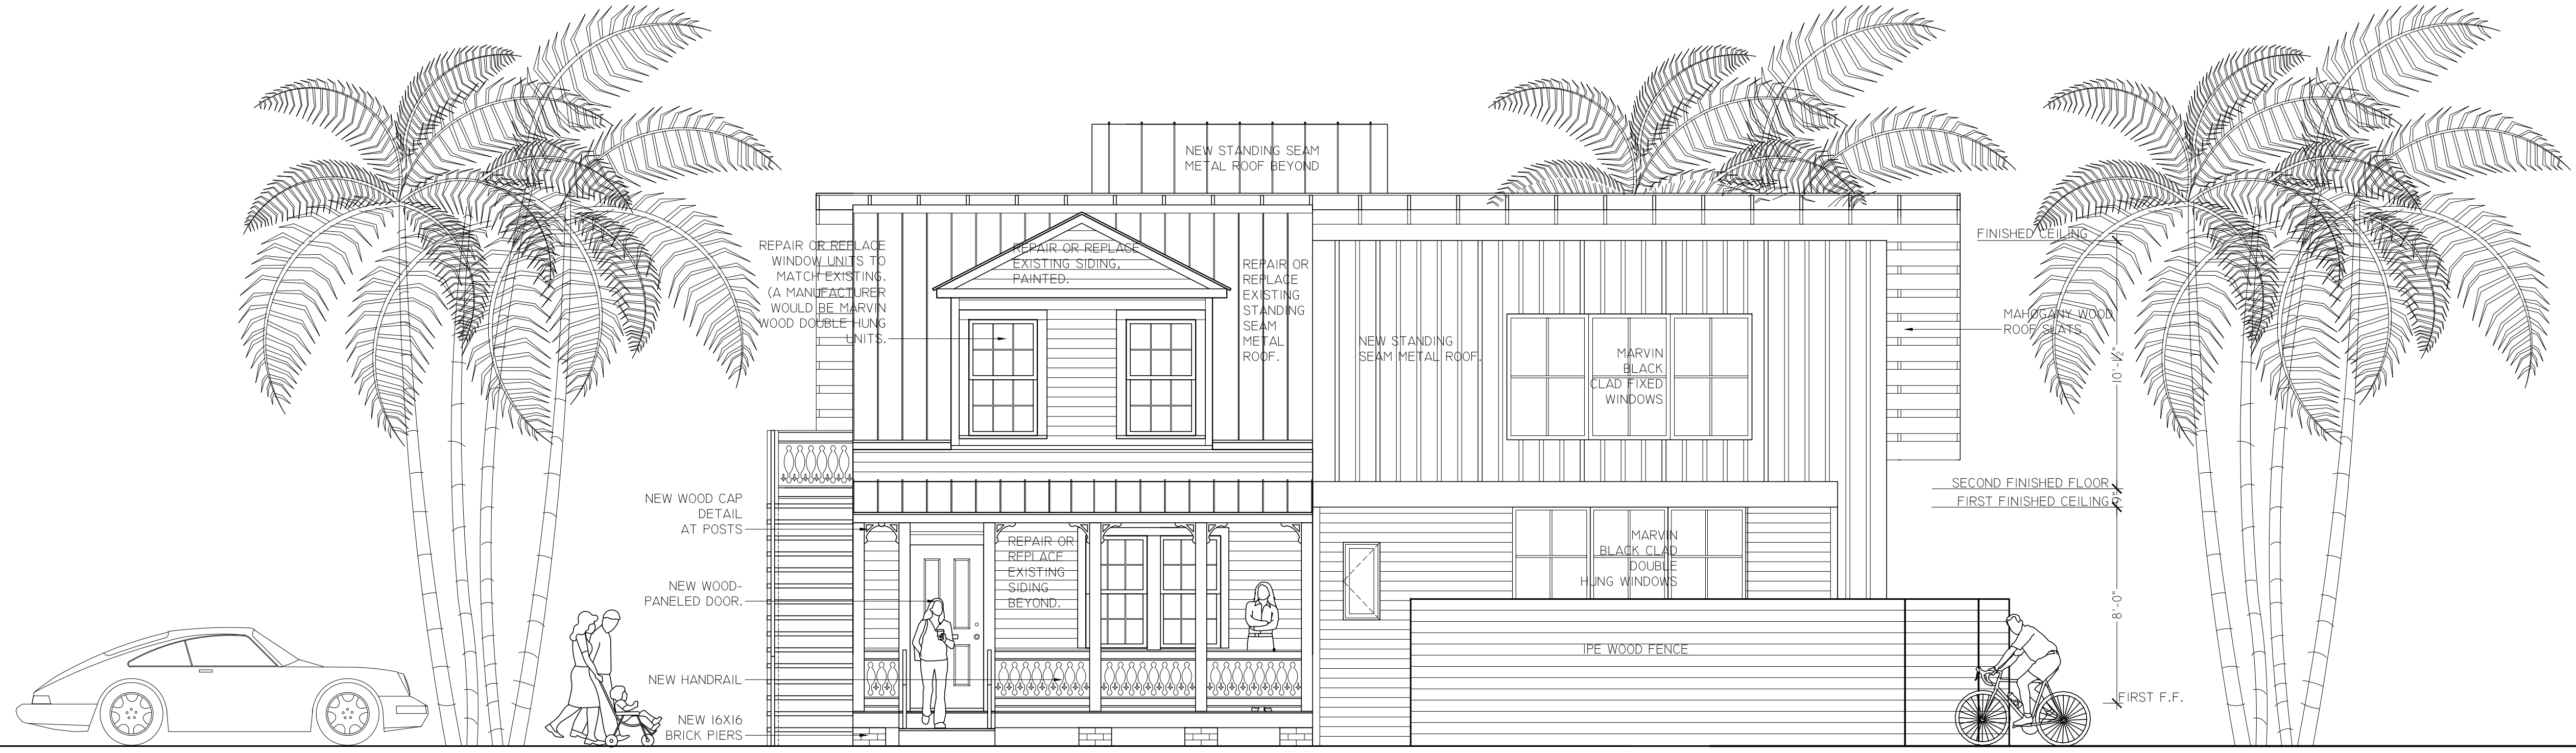 NEW STANDING SEAM
METAL ROOF BEYOND
REPAIR OR REPLACE
WINDOW UNITS TO
MATCH EXISTING.
(A MANUFACTURER
WOULD BE MARVIN
WOOD DOUBLE HUNG
UNITS.
REPAIR OR REPLACE
EXISTING SIDING,
PAINTED.
REPAIR OR
REPLACE
EXISTING
STANDING
SEAM
METAL
ROOF.
NEW STANDING
SEAM METAL ROOF.
MARVIN
BLACK
CLAD FIXED
WINDOWS
FINISHED CEILING
MAHOGANY WOOD
ROOF SLATS
10'-1/2"
SECOND FINISHED FLOOR
FIRST FINISHED CEILING
9"
NEW WOOD CAP
DETAIL
AT POSTS
NEW WOOD-
PANELED DOOR.
NEW HANDRAIL
NEW 16X16
BRICK PIERS
REPAIR OR
REPLACE
EXISTING
SIDING
BEYOND.
MARVIN
BLACK CLAD
DOUBLE
HUNG WINDOWS
IPE WOOD FENCE
8'-0"
FIRST F.F.